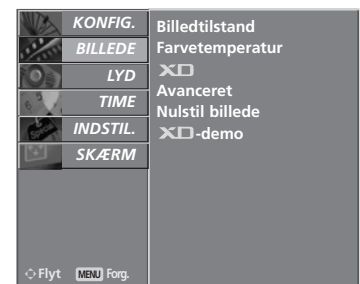 KONFIG.
BILLEDE
LYD
TIME
INDSTIL.
SKÆRM
Billedtilstand
Farvetemperatur
XD
Avanceret
Nulstil billede
XD-demo
Flyt MENU Forg.